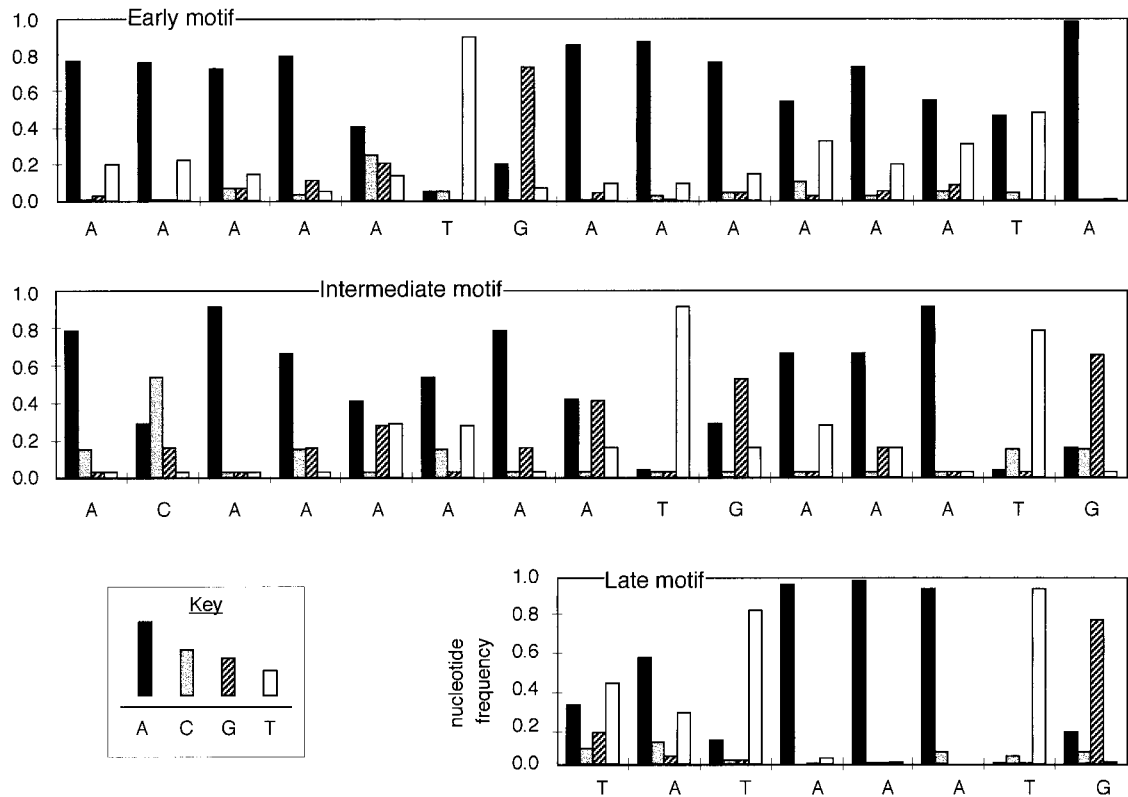 Early motif
1.0
0.8
0.6
0.4
0.2
0.0
A A A A A T G A A A A A A T A
Intermediate motif
1.0
0.8
0.6
0.4
0.2
0.0
A C A A A A A A T G A A A T G
Key
A C G T
Late motif
nucleotide
frequency
1.0
0.8
0.6
0.4
0.2
0.0
T A T A A A T G